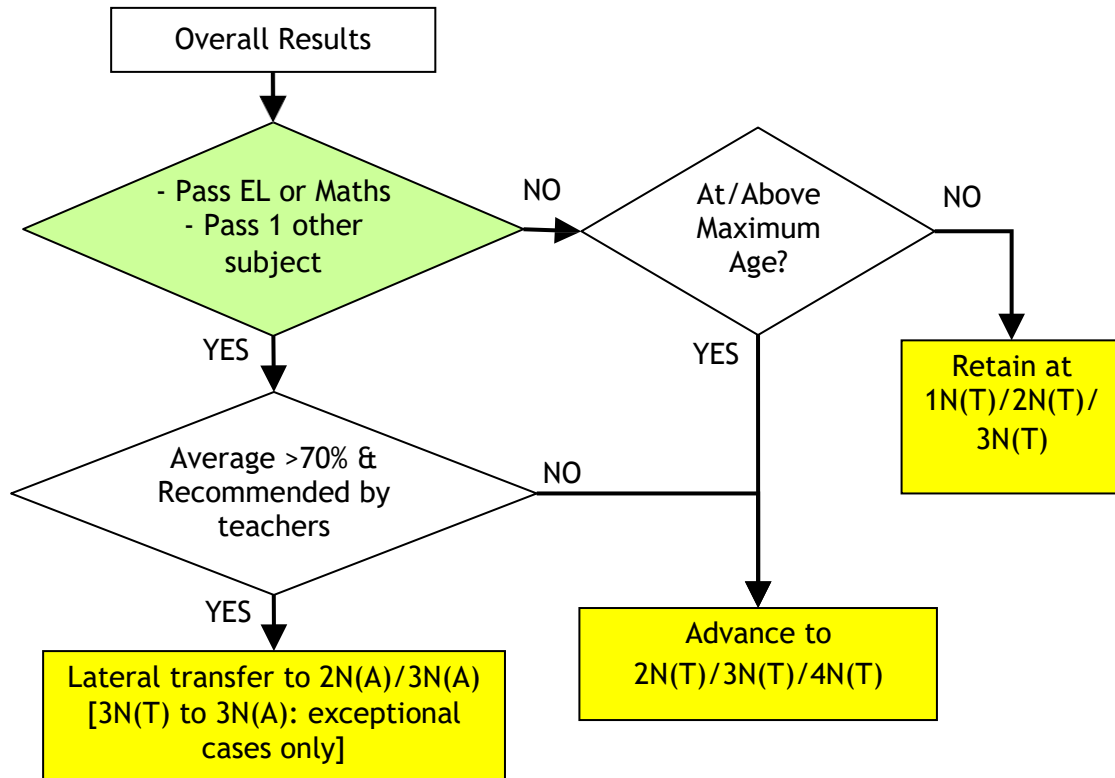 Overall Results
- Pass EL or Maths
- Pass 1 other
subject
NO
At/Above
Maximum
Age?
NO
YES
YES
Retain at
1N(T)/2N(T)/
3N(T)
Average >70% &
Recommended by
teachers
NO
YES
Advance to
2N(T)/3N(T)/4N(T)
Lateral transfer to 2N(A)/3N(A)
[3N(T) to 3N(A): exceptional
cases only]